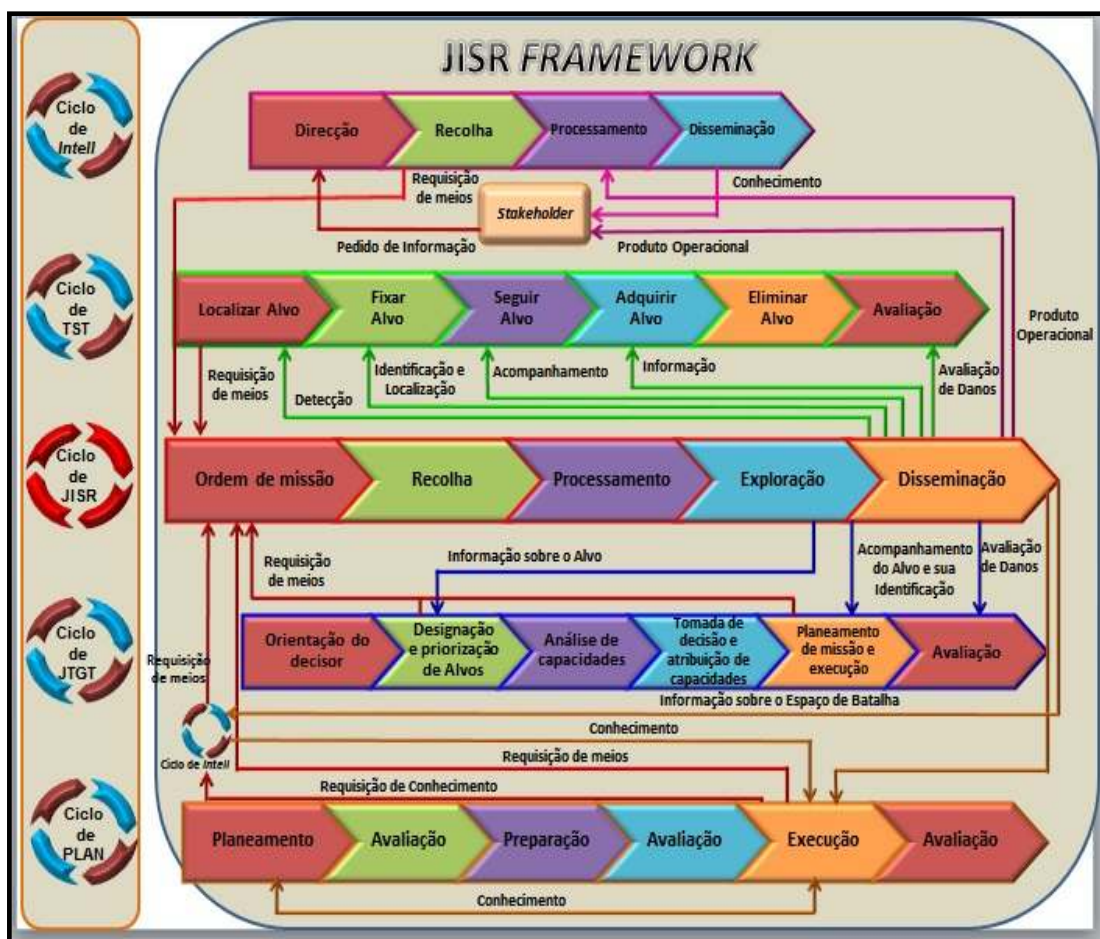 JISR FRAMEWORK
Ciclo
de
Intell
Direcção
Recolha
Processamento
Disseminação
Requisição
de meios
Conhecimento
Stakeholder
Pedido de Informação
Produto Operacional
Ciclo
de
TST
Localizar Alvo
Fixar
Alvo
Seguir
Alvo
Adquirir
Alvo
Eliminar
Alvo
Avaliação
Produto
Operacional
Requisição
de meios
Detecção
Identificação e
Localização
Acompanhamento
Informação
Avaliação
de Danos
Ciclo
de
JISR
Ordem de missão
Recolha
Processamento
Exploração
Disseminação
Requisição
de meios
Informação sobre o Alvo
Acompanhamento
do Alvo e sua
Identificação
Avaliação
de Danos
Ciclo
de
JTGT
Requisição
de meios
Orientação do
decisor
Designação
e priorização
de Alvos
Análise de
capacidades
Tomada de
decisão e
atribuição de
capacidades
Planeamento
de missão e
execução
Avaliação
Informação sobre o Espaço de Batalha
Conhecimento
Ciclo de Intell
Requisição de meios
Requisição de Conhecimento
Ciclo
de
PLAN
Planeamento
Avaliação
Preparação
Avaliação
Execução
Avaliação
Conhecimento